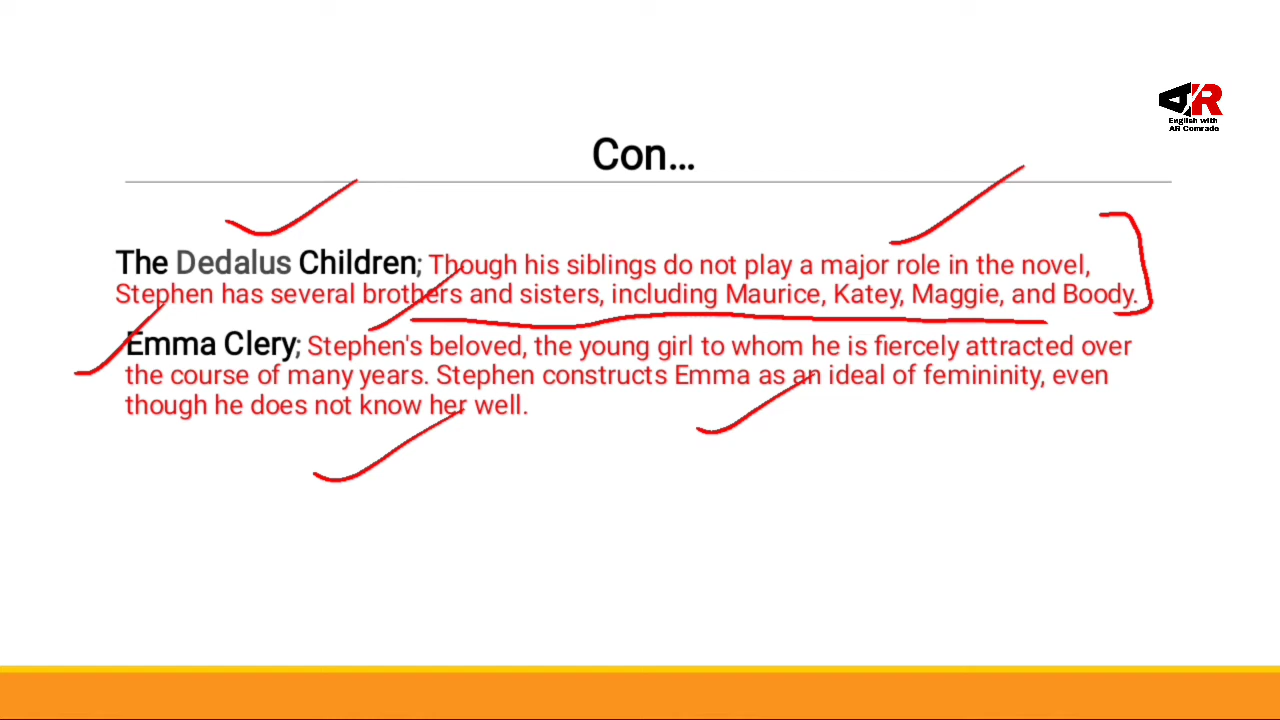 AR
English with
AR Comrade
Con...
The Dedalus Children; Though his siblings do not play a major role in the novel,
Stephen has several brothers and sisters, including Maurice, Katey, Maggie, and Boody.
Emma Clery; Stephen's beloved, the young girl to whom he is fiercely attracted over
the course of many years. Stephen constructs Emma as an ideal of femininity, even
though he does not know her well.